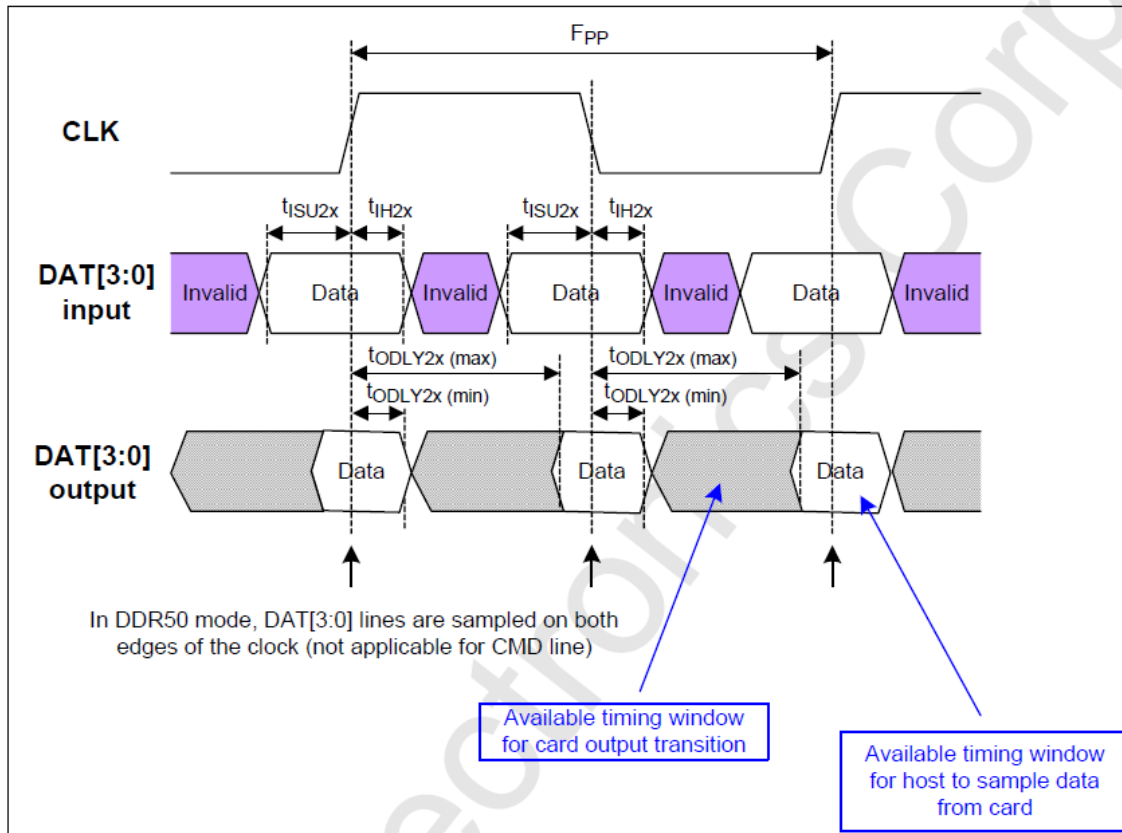 FPP
CLK
tISU2x tIH2x tISU2x tIH2x
DAT[3:0]
input
Invalid Data Invalid Data Invalid Data Invalid
tODLY2x (max) tODLY2x (max)
tODLY2x (min) tODLY2x (min)
DAT[3:0]
output
Data Data Data
In DDR50 mode, DAT[3:0] lines are sampled on both
edges of the clock (not applicable for CMD line)
Available timing window
for card output transition
Available timing window
for host to sample data
from card
ectronics Corp